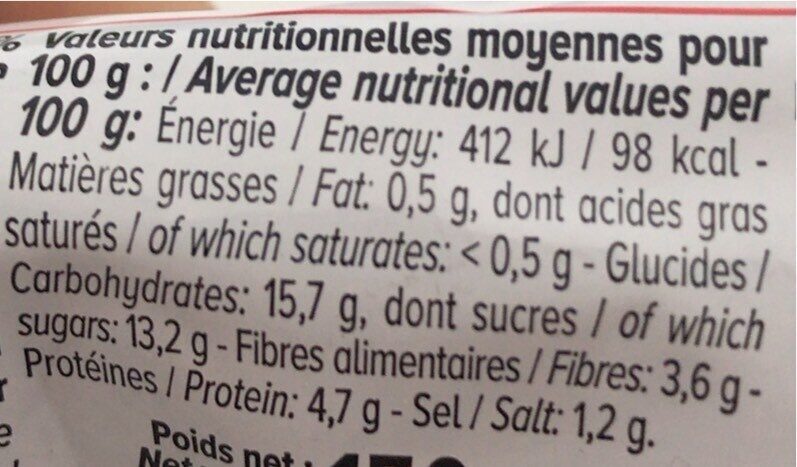 % valeurs nutritionnelles moyennes pour
100 g : / Average nutritional values per
100 g: Énergie / Energy: 412 kJ / 98 kcal -
Matières grasses / Fat: 0,5 g, dont acides gras
saturés / of which saturates: < 0,5 g - Glucides /
Carbohydrates: 15,7 g, dont sucres / of which
sugars: 13,2 g - Fibres alimentaires / Fibres: 3,6 g -
Protéines / Protein: 4,7 g - Sel / Salt: 1,2 g.
Poids net :
Net